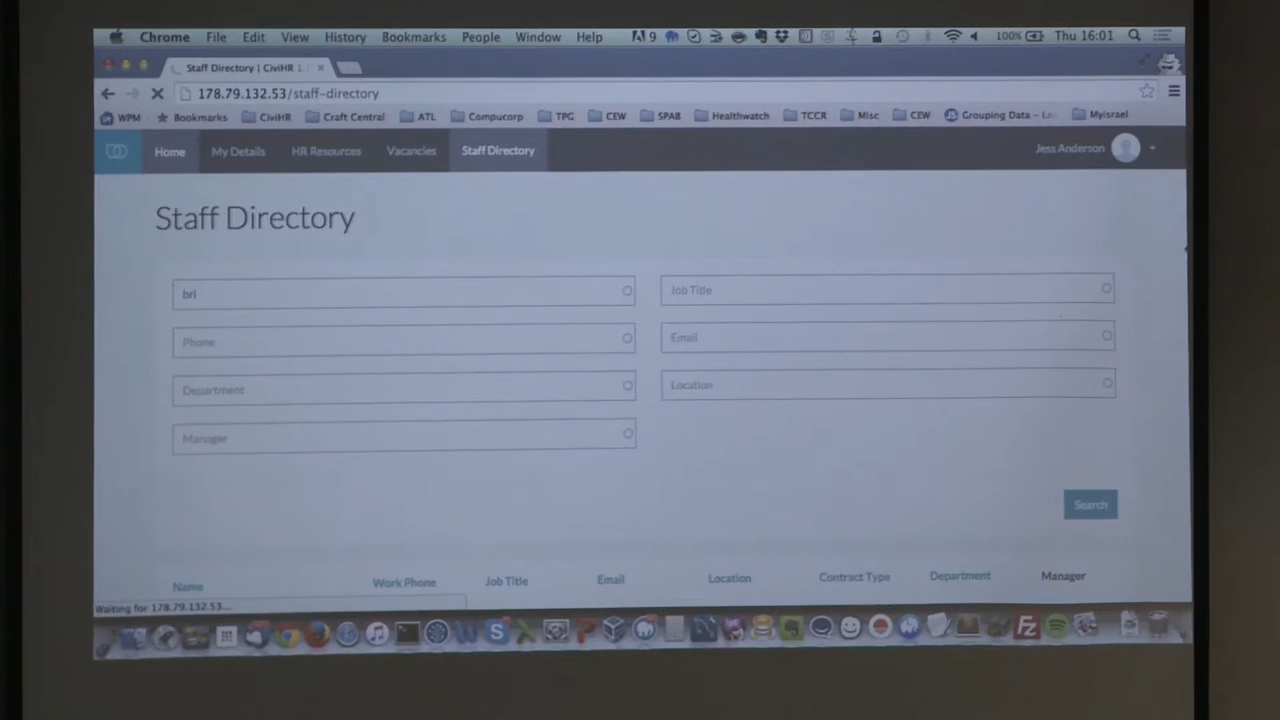 Chrome File Edit View History Bookmarks People Window Help 9 100% Thu 16:01
Staff Directory | CiviHR 1.
178.79.132.53/staff-directory
WPM Bookmarks CiviHR Craft Central ATL Compucorp TPG CEW SPAB Healthwatch TCCR Misc CEW Grouping Data – Le MyIsrael
Home My Details HR Resources Vacancies Staff Directory Jess Anderson
Staff Directory
bri Job Title
Phone Email
Department Location
Manager
Search
Name Work Phone Job Title Email Location Contract Type Department Manager
Waiting for 178.79.132.53...